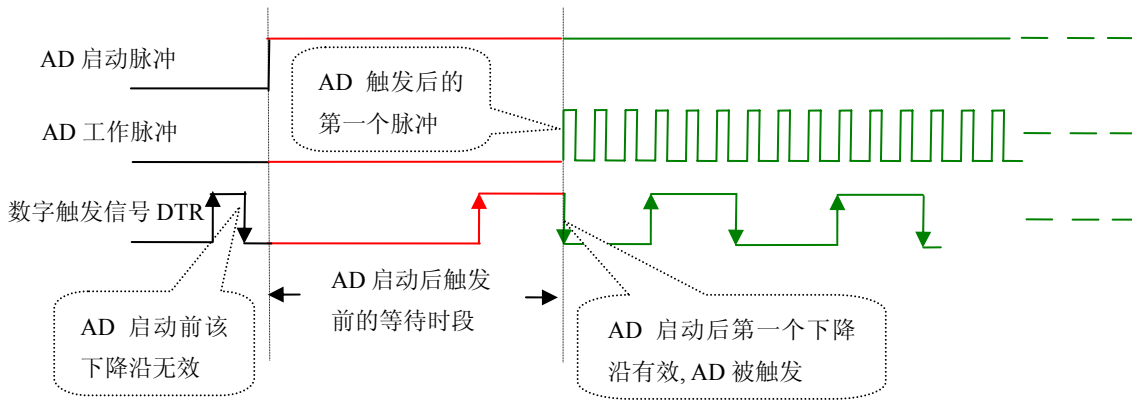 AD 启动脉冲
AD 触发后的
第一个脉冲
AD 工作脉冲
数字触发信号 DTR
AD 启动后触发
前的等待时段
AD 启动前该
下降沿无效
AD 启动后第一个下降
沿有效, AD 被触发